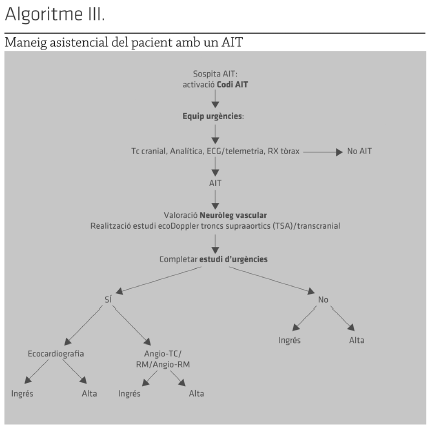 Algoritme III.
Maneig asistencial del pacient amb un AIT
Sospita AIT:
activació Codi AIT
Equip urgències:
Tc cranial, Analítica, ECG/telemetria, RX tòrax
No AIT
AIT
Valoració Neuròleg vascular
Realització estudi ecoDoppler troncs supraaortics (TSA)/transcranial
Completar estudi d'urgències
SÍ
No
Ingrés
Alta
Ecocardiografia
Angio-TC/
RM/Angio-RM
Ingrés
Alta
Ingrés
Alta